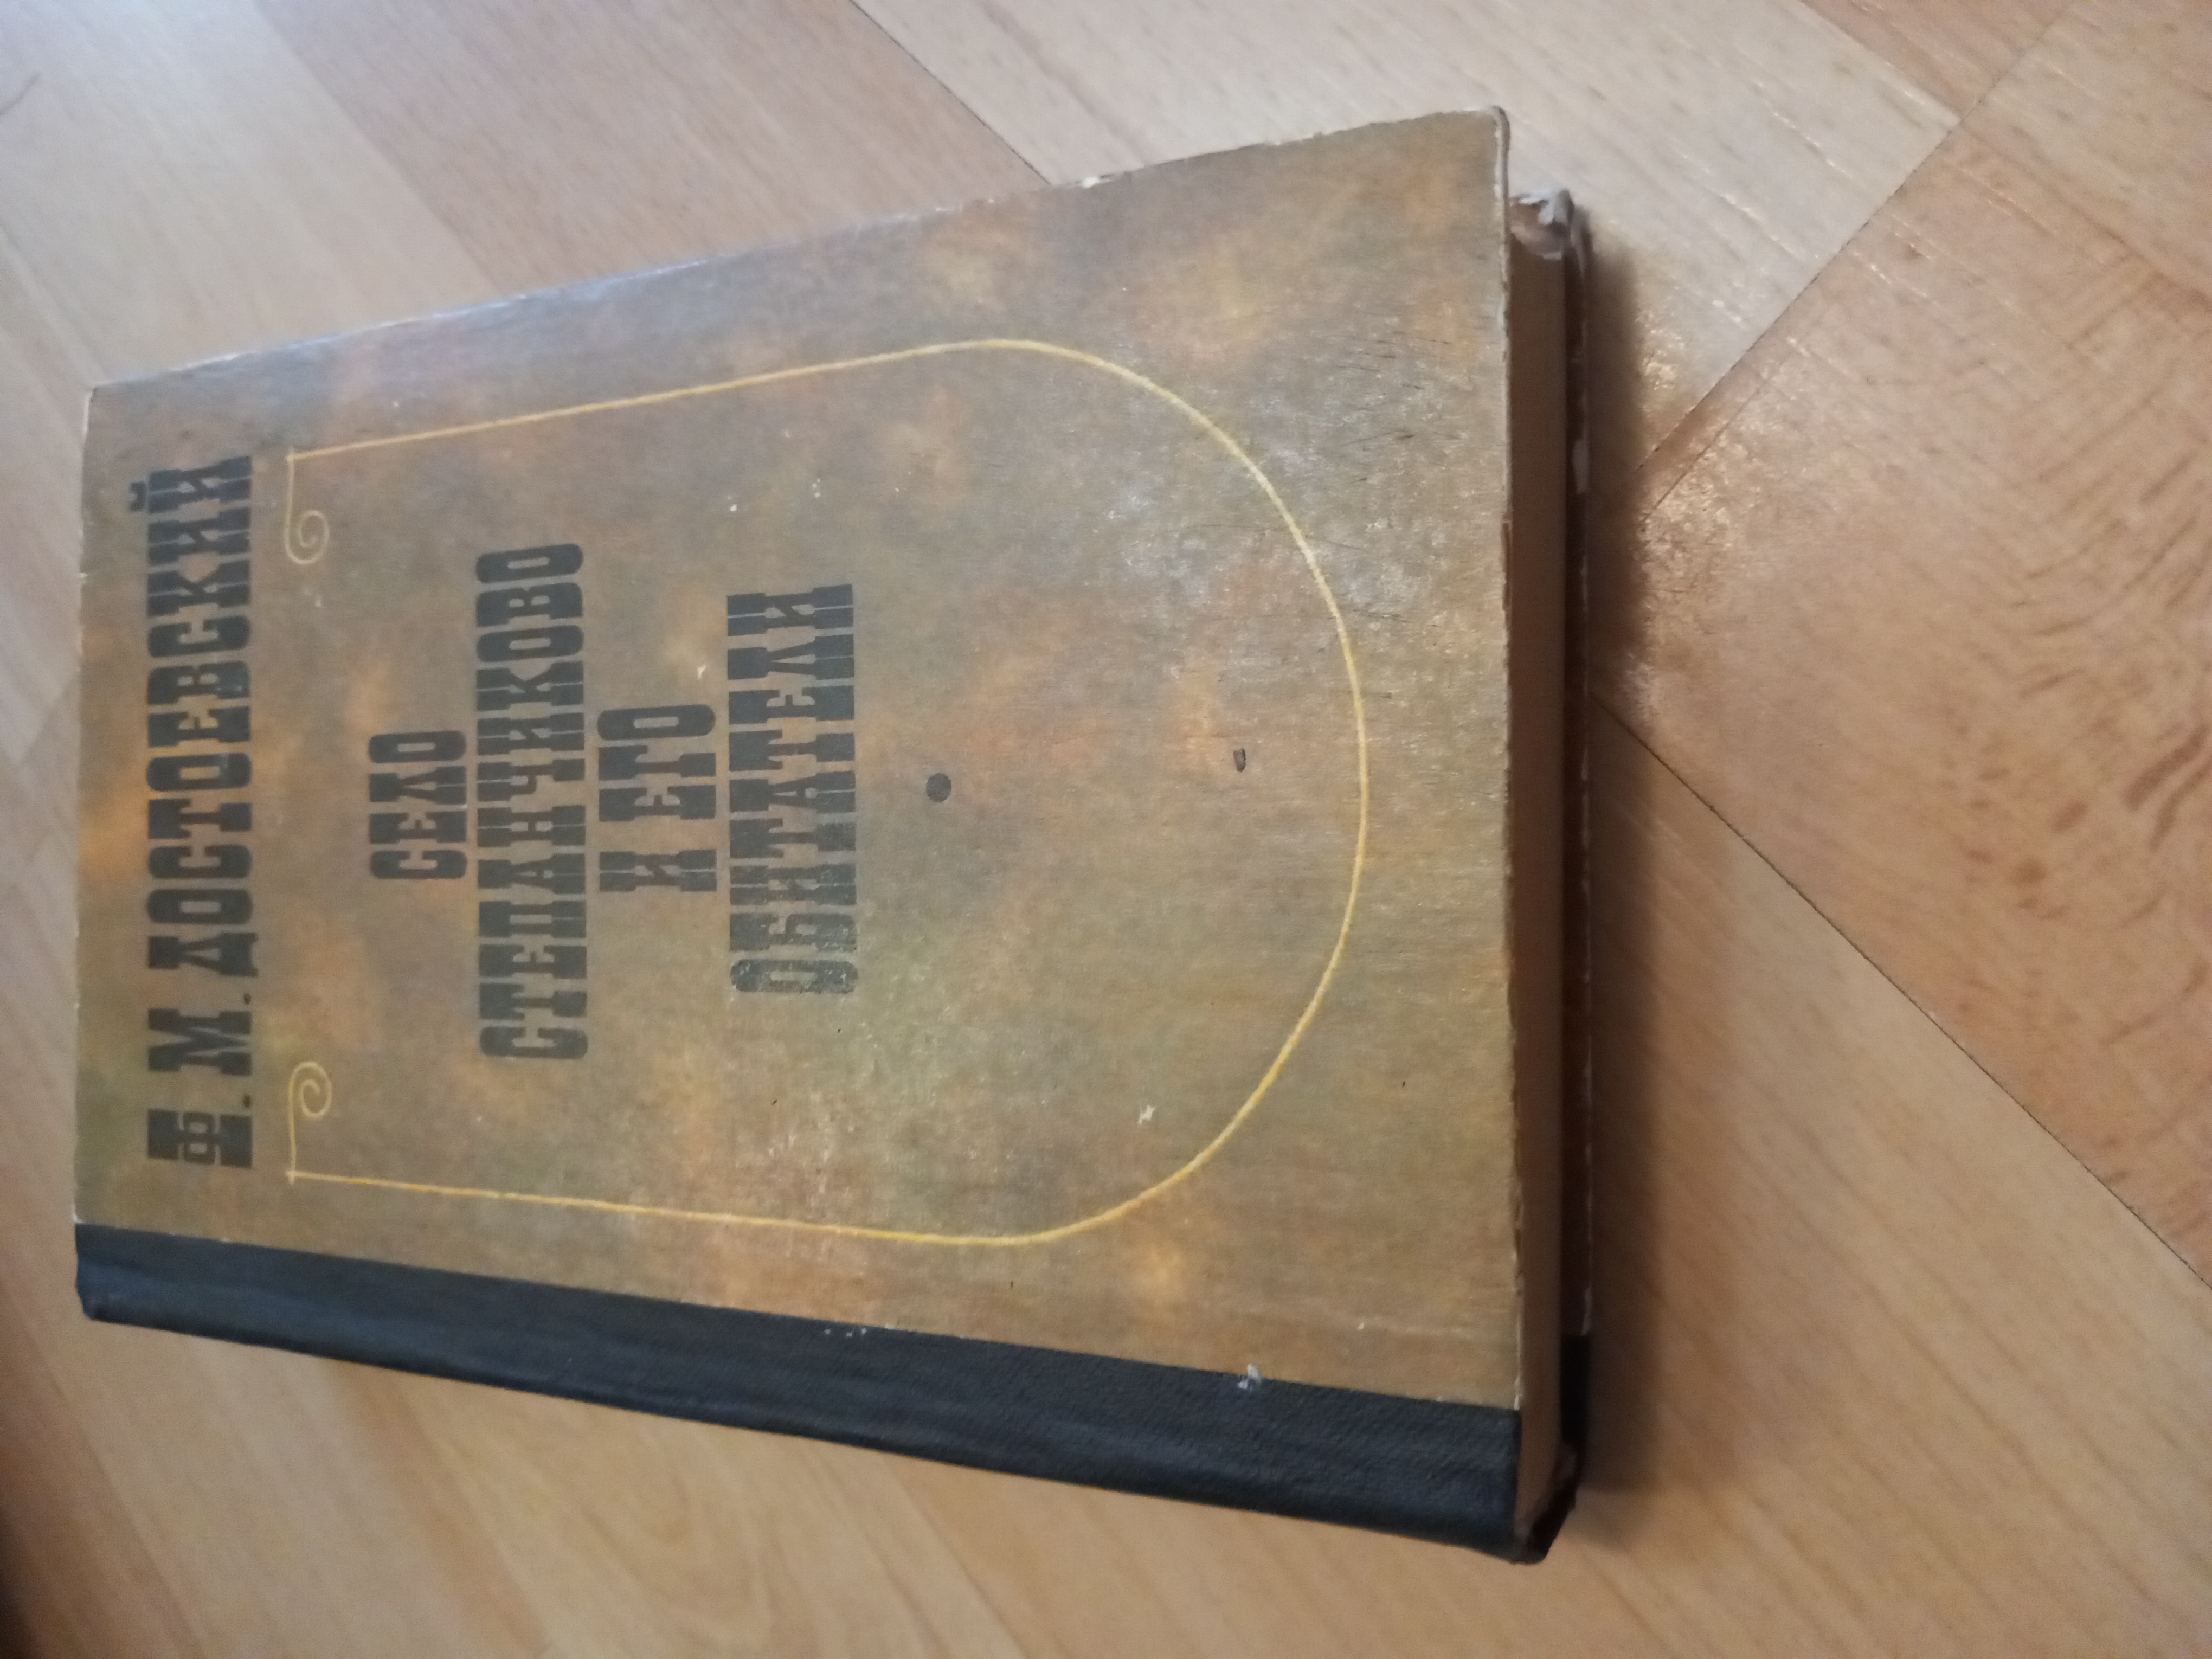 Ф. М. ДОСТОЕВСКИЙ
СЕЛО
СТЕПАНЧИКОВО
И ЕГО
ОБИТАТЕЛИ